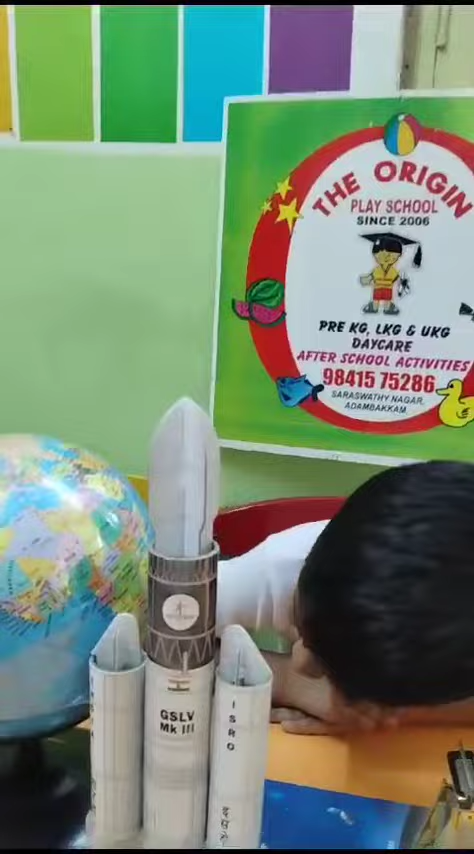 THE ORIGIN
PLAY SCHOOL
SINCE 2006
PRE KG, LKG & UKG
DAYCARE
AFTER SCHOOL ACTIVITIES
98415 75286
SARASWATHY NAGAR,
ADAMBAKKAM.
GSLV
Mk III
ISRO